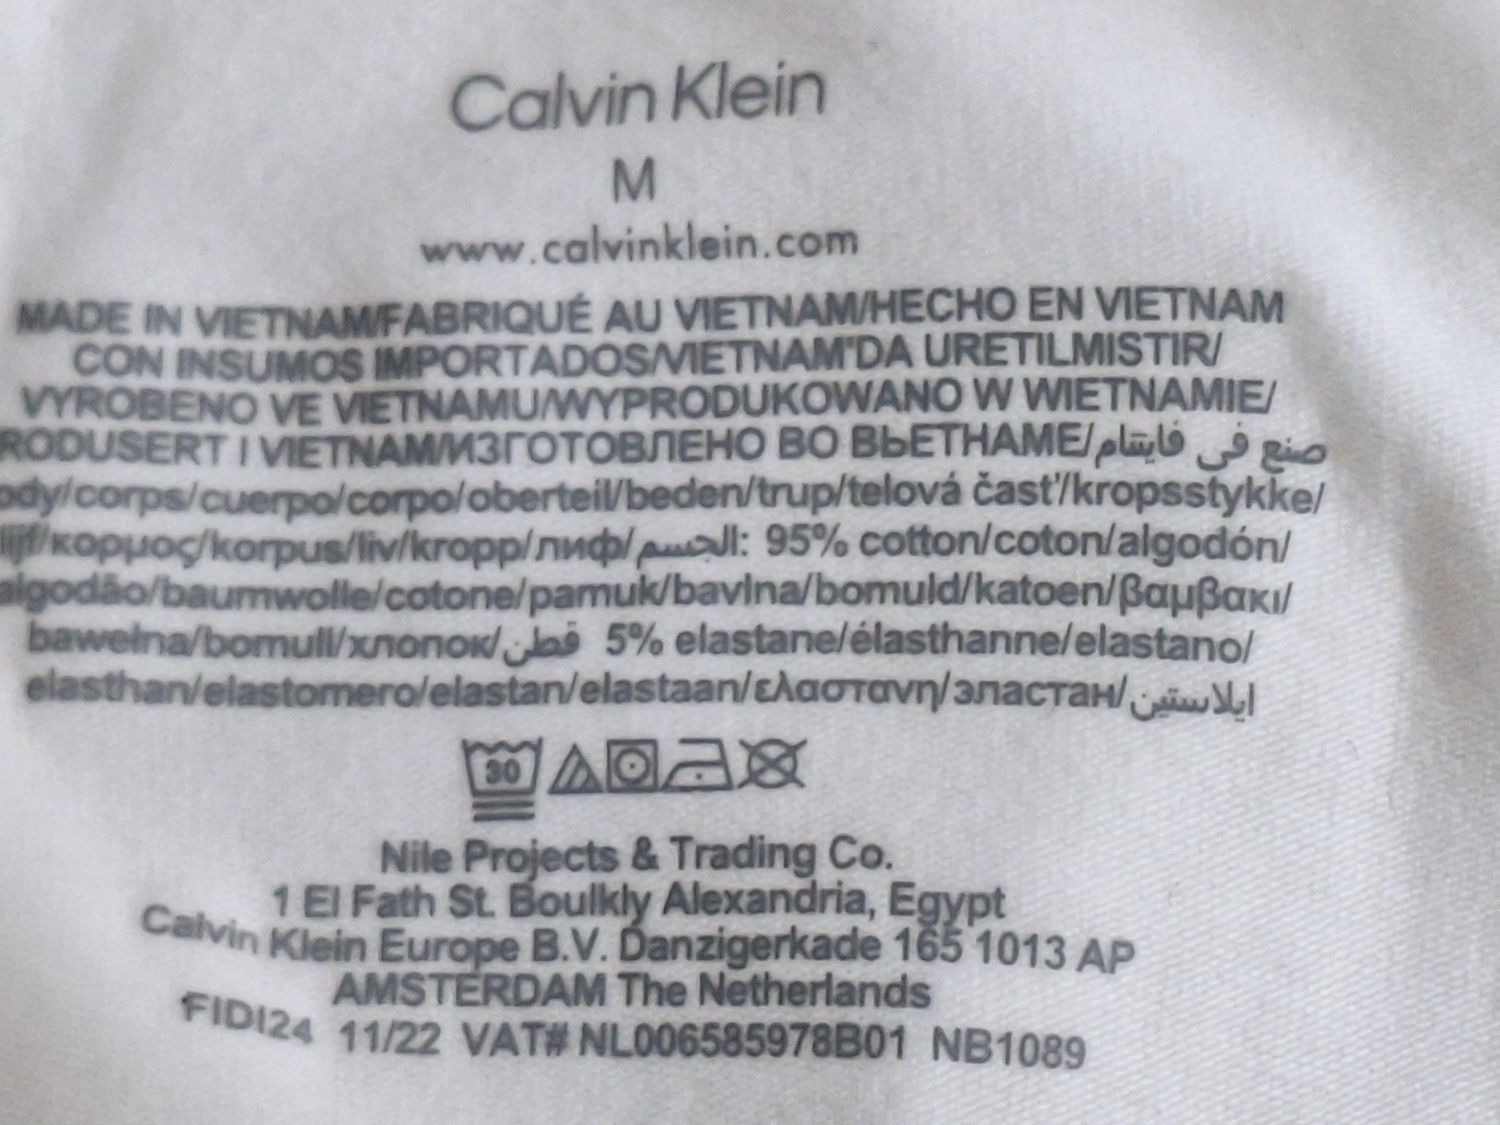 Calvin Klein
M
www.calvinklein.com
MADE IN VIETNAM/FABRIQUÉ AU VIETNAM/HECHO EN VIETNAM
CON INSUMOS IMPORTADOS/VIETNAM'DA URETILMISTIR/
VYROBENO VE VIETNAMU/WYPRODUKOWANO W WIETNAMIE/
RODUSERT I VIETNAM/ИЗГОТОВЛЕНО ВО ВЬЕТНАМЕ/صنع في فايتنام
ody/corps/cuerpo/corpo/oberteil/beden/trup/telová časť/kropsstykke/
lijf/κορμος/korpus/liv/kropp/лиф/الجسم: 95% cotton/coton/algodón/
algodão/baumwolle/cotone/pamuk/bavlna/bomuld/katoen/βαμβακι/
bawełna/bomull/хлопок/قطن 5% elastane/élasthanne/elastano/
elasthan/elastomero/elastan/elastaan/ελαστανη/эластан/ايلاستين
30
Nile Projects & Trading Co.
1 El Fath St. Boulkly Alexandria, Egypt
Calvin Klein Europe B.V. Danzigerkade 165 1013 AP
AMSTERDAM The Netherlands
FIDI24 11/22 VAT# NL006585978B01 NB1089